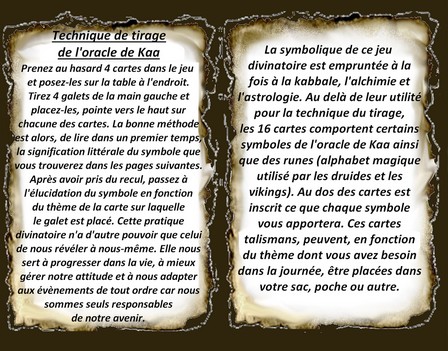 Technique de tirage
de l'oracle de Kaa
Prenez au hasard 4 cartes dans le jeu
et posez-les sur la table à l'endroit.
Tirez 4 galets de la main gauche et
placez-les, pointe vers le haut sur
chacune des cartes. La bonne méthode
est alors, de lire dans un premier temps,
la signification littérale du symbole que
vous trouverez dans les pages suivantes.
Après avoir pris du recul, passez à
l'élucidation du symbole en fonction
du thème de la carte sur laquelle
le galet est placé. Cette pratique
divinatoire n'a d'autre pouvoir que celui
de nous révéler à nous-même. Elle nous
sert à progresser dans la vie, à mieux
gérer notre attitude et à nous adapter
aux évènements de tout ordre car nous
sommes seuls responsables
de notre avenir.
La symbolique de ce jeu
divinatoire est empruntée à la
fois à la kabbale, l'alchimie et
l'astrologie. Au delà de leur utilité
pour la technique du tirage,
les 16 cartes comportent certains
symboles de l'oracle de Kaa ainsi
que des runes (alphabet magique
utilisé par les druides et les
vikings). Au dos des cartes est
inscrit ce que chaque symbole
vous apportera. Ces cartes
talismans, peuvent, en fonction
du thème dont vous avez besoin
dans la journée, être placées dans
votre sac, poche ou autre.